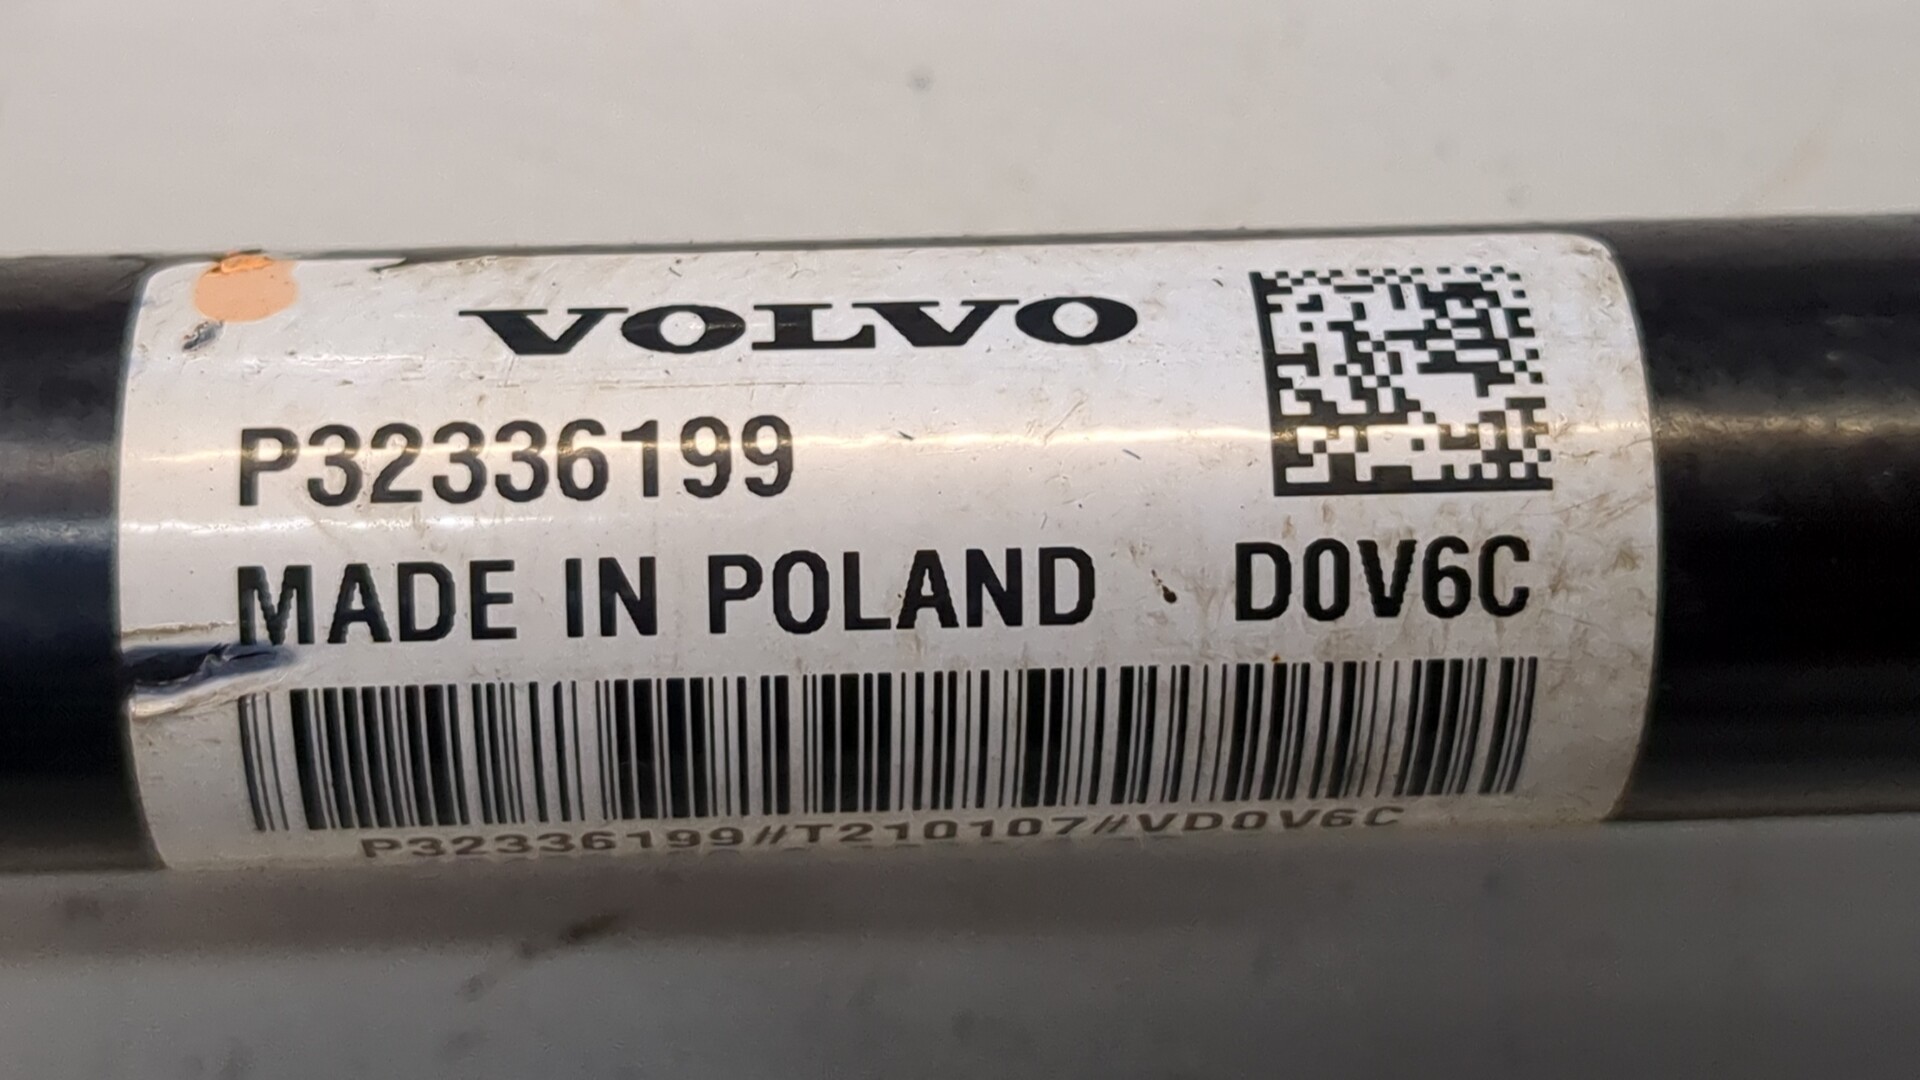 VOLVO
P32336199
MADE IN POLAND D0V6C
P32336199//T210107//VD0V6C